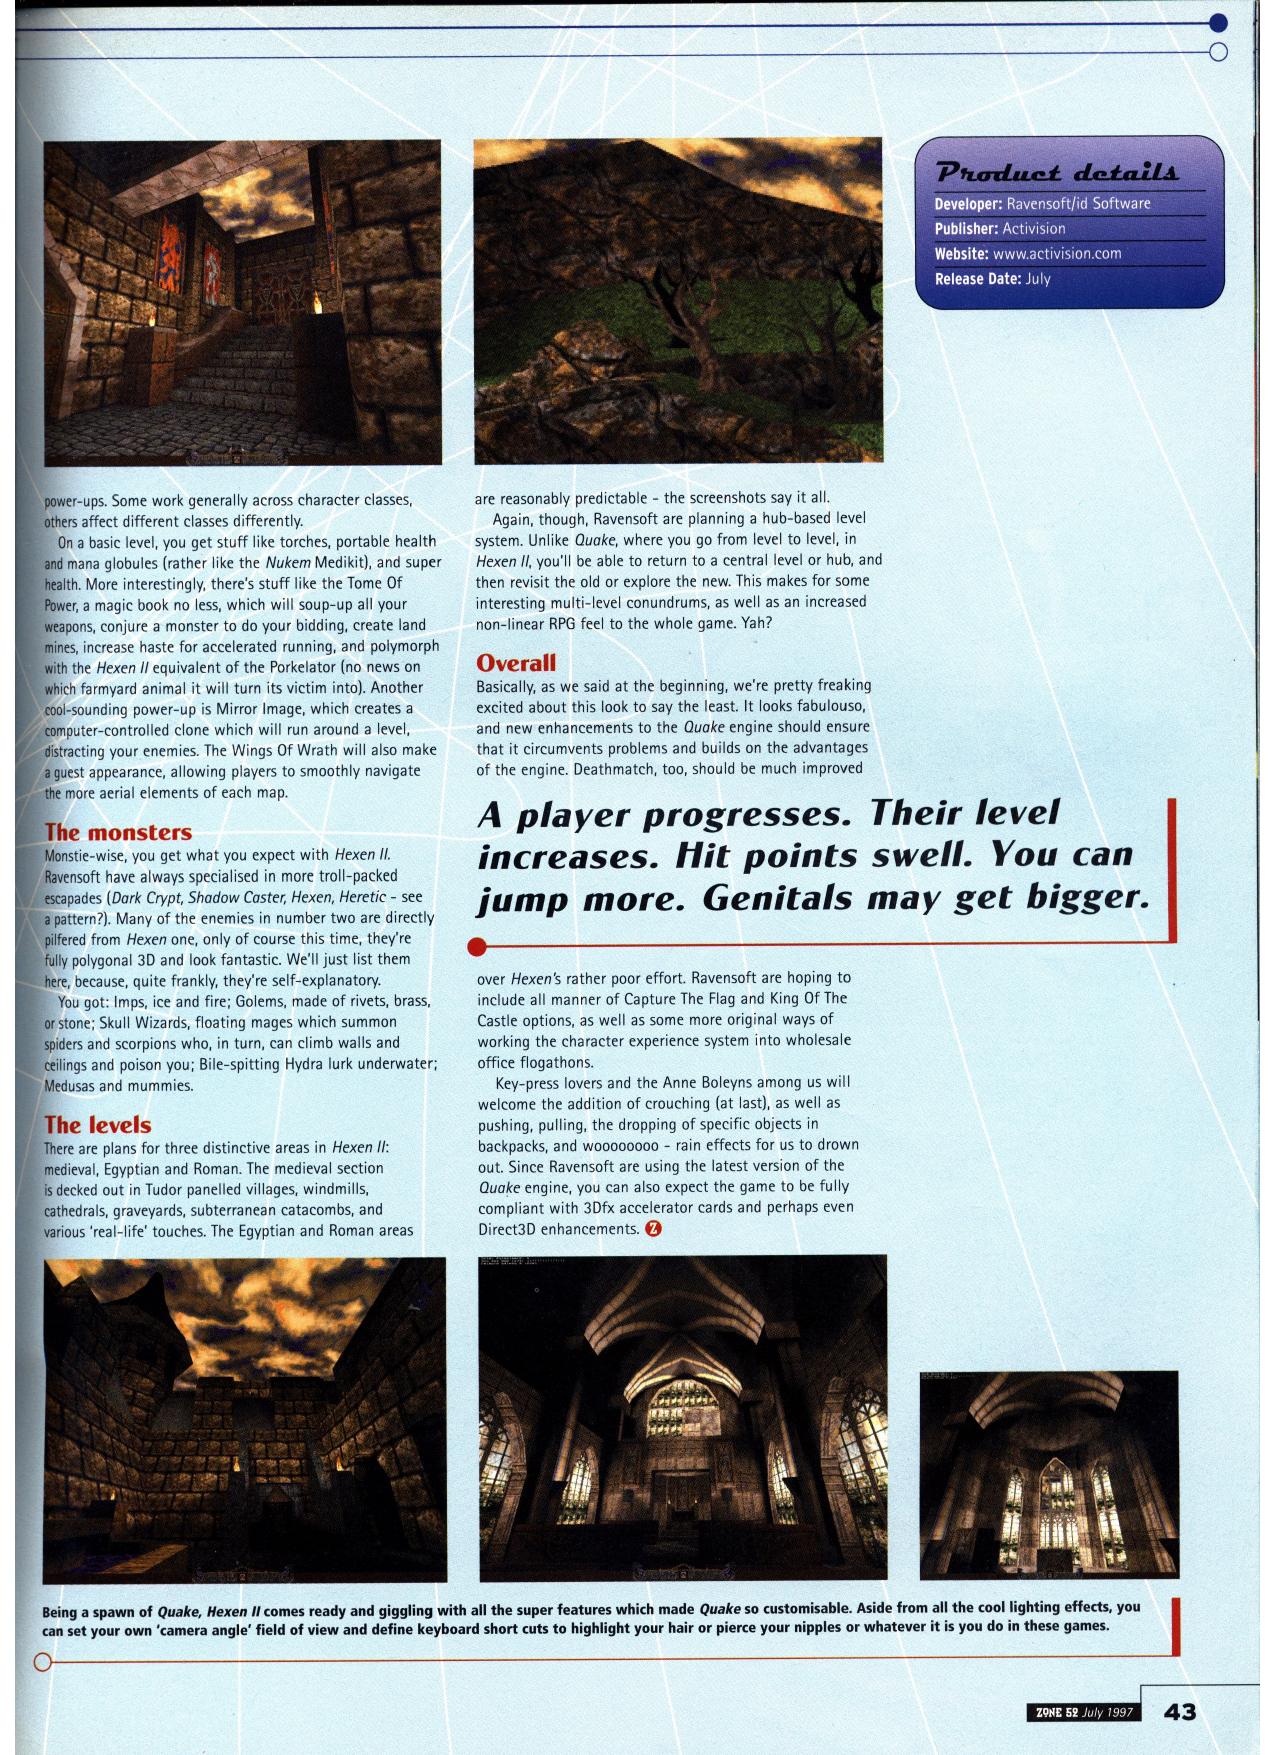 Product details
Developer: Ravensoft/id Software
Publisher: Activision
Website: www.activision.com
Release Date: July
power-ups. Some work generally across character classes,
others affect different classes differently.
On a basic level, you get stuff like torches, portable health
and mana globules (rather like the Nukem Medikit), and super
health. More interestingly, there's stuff like the Tome Of
Power, a magic book no less, which will soup-up all your
weapons, conjure a monster to do your bidding, create land
mines, increase haste for accelerated running, and polymorph
with the Hexen II equivalent of the Porkelator (no news on
which farmyard animal it will turn its victim into). Another
cool-sounding power-up is Mirror Image, which creates a
computer-controlled clone which will run around a level,
distracting your enemies. The Wings Of Wrath will also make
a guest appearance, allowing players to smoothly navigate
the more aerial elements of each map.
The monsters
Monstie-wise, you get what you expect with Hexen II.
Ravensoft have always specialised in more troll-packed
escapades (Dark Crypt, Shadow Caster, Hexen, Heretic - see
a pattern?). Many of the enemies in number two are directly
pilfered from Hexen one, only of course this time, they're
fully polygonal 3D and look fantastic. We'll just list them
here, because, quite frankly, they're self-explanatory.
You got: Imps, ice and fire; Golems, made of rivets, brass,
or stone; Skull Wizards, floating mages which summon
spiders and scorpions who, in turn, can climb walls and
ceilings and poison you; Bile-spitting Hydra lurk underwater;
Medusas and mummies.
The levels
There are plans for three distinctive areas in Hexen II:
medieval, Egyptian and Roman. The medieval section
is decked out in Tudor panelled villages, windmills,
cathedrals, graveyards, subterranean catacombs, and
various 'real-life' touches. The Egyptian and Roman areas
are reasonably predictable - the screenshots say it all.
Again, though, Ravensoft are planning a hub-based level
system. Unlike Quake, where you go from level to level, in
Hexen II, you'll be able to return to a central level or hub, and
then revisit the old or explore the new. This makes for some
interesting multi-level conundrums, as well as an increased
non-linear RPG feel to the whole game. Yah?
Overall
Basically, as we said at the beginning, we're pretty freaking
excited about this look to say the least. It looks fabulouso,
and new enhancements to the Quake engine should ensure
that it circumvents problems and builds on the advantages
of the engine. Deathmatch, too, should be much improved
A player progresses. Their level
increases. Hit points swell. You can
jump more. Genitals may get bigger.
over Hexen's rather poor effort. Ravensoft are hoping to
include all manner of Capture The Flag and King Of The
Castle options, as well as some more original ways of
working the character experience system into wholesale
office flogathons.
Key-press lovers and the Anne Boleyns among us will
welcome the addition of crouching (at last), as well as
pushing, pulling, the dropping of specific objects in
backpacks, and woooooooo - rain effects for us to drown
out. Since Ravensoft are using the latest version of the
Quake engine, you can also expect the game to be fully
compliant with 3Dfx accelerator cards and perhaps even
Direct3D enhancements. Z
Being a spawn of Quake, Hexen II comes ready and giggling with all the super features which made Quake so customisable. Aside from all the cool lighting effects, you
can set your own 'camera angle' field of view and define keyboard short cuts to highlight your hair or pierce your nipples or whatever it is you do in these games.
ZONE 52 July 1997 43